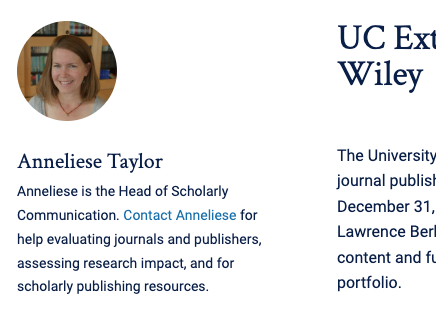 Anneliese Taylor
Anneliese is the Head of Scholarly
Communication. Contact Anneliese for
help evaluating journals and publishers,
assessing research impact, and for
scholarly publishing resources.
UC Ext
Wiley
The University
journal publish
December 31,
Lawrence Berk
content and fu
portfolio.